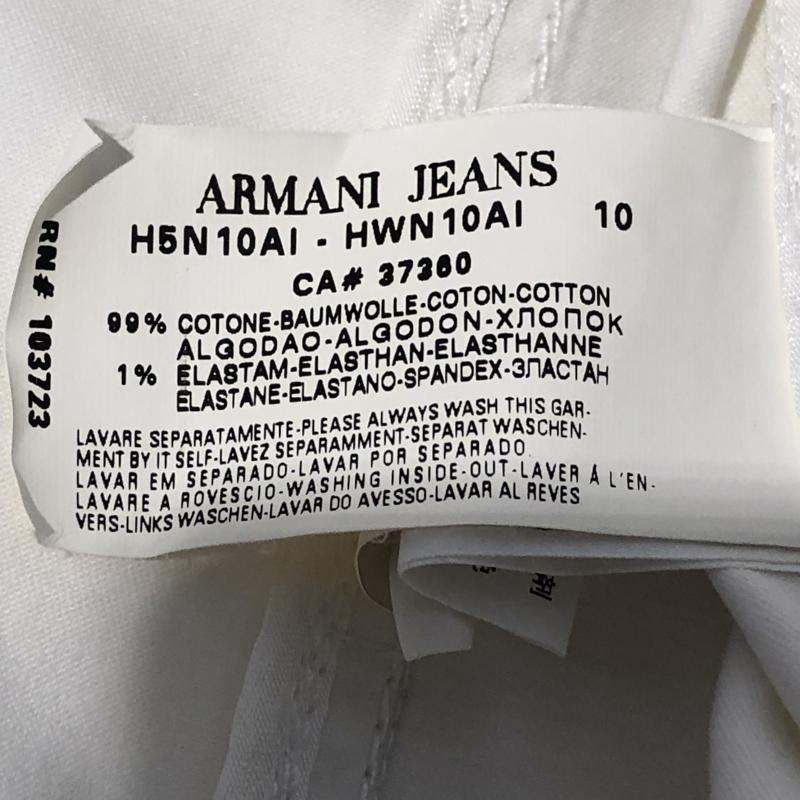 ARMANI JEANS
H5N10AI - HWN10AI 10
CA# 37360
99% COTONE-BAUMWOLLE-COTON-COTTON
ALGODAO-ALGODON-ХЛОПОК
1% ELASTAM-ELASTHAN-ELASTHANNE
ELASTANE-ELASTANO-SPANDEX-ЭЛАСТАН
LAVARE SEPARATAMENTE-PLEASE ALWAYS WASH THIS GAR-
MENT BY IT SELF-LAVEZ SEPARAMMENT-SEPARAT WASCHEN-
LAVAR EM SEPARADO-LAVAR POR SEPARADO
LAVARE A ROVESCIO-WASHING INSIDE-OUT-LAVER Á L'EN-
VERS-LINKS WASCHEN-LAVAR DO AVESSO-LAVAR AL REVES
RN# 103723